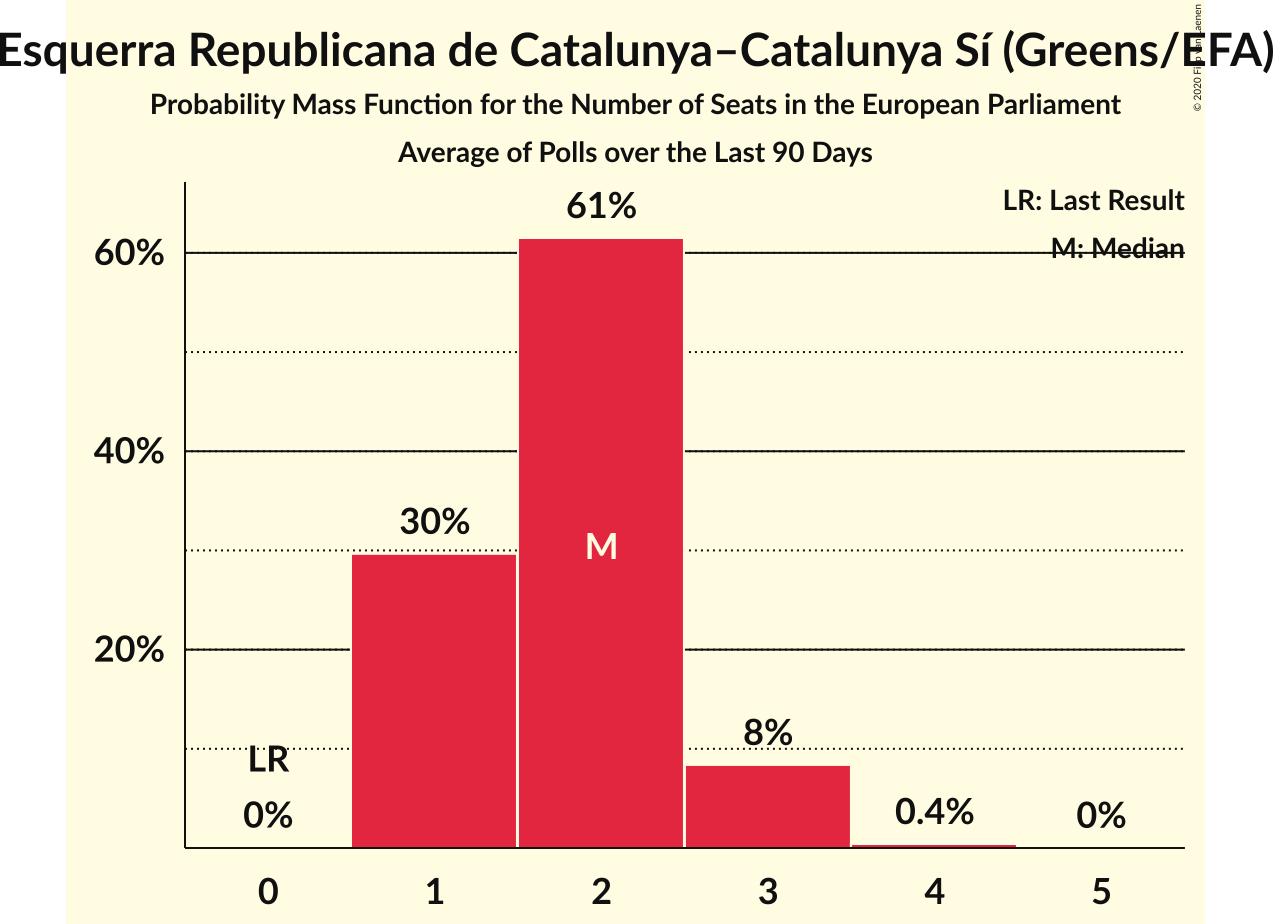 Esquerra Republicana de Catalunya–Catalunya Sí (Greens/EFA)
Probability Mass Function for the Number of Seats in the European Parliament
Average of Polls over the Last 90 Days
© 2020
LR: Last Result
M: Median
61%
60%
40%
30%
M
20%
8%
LR
0%
0.4%
0%
0 1 2 3 4 5